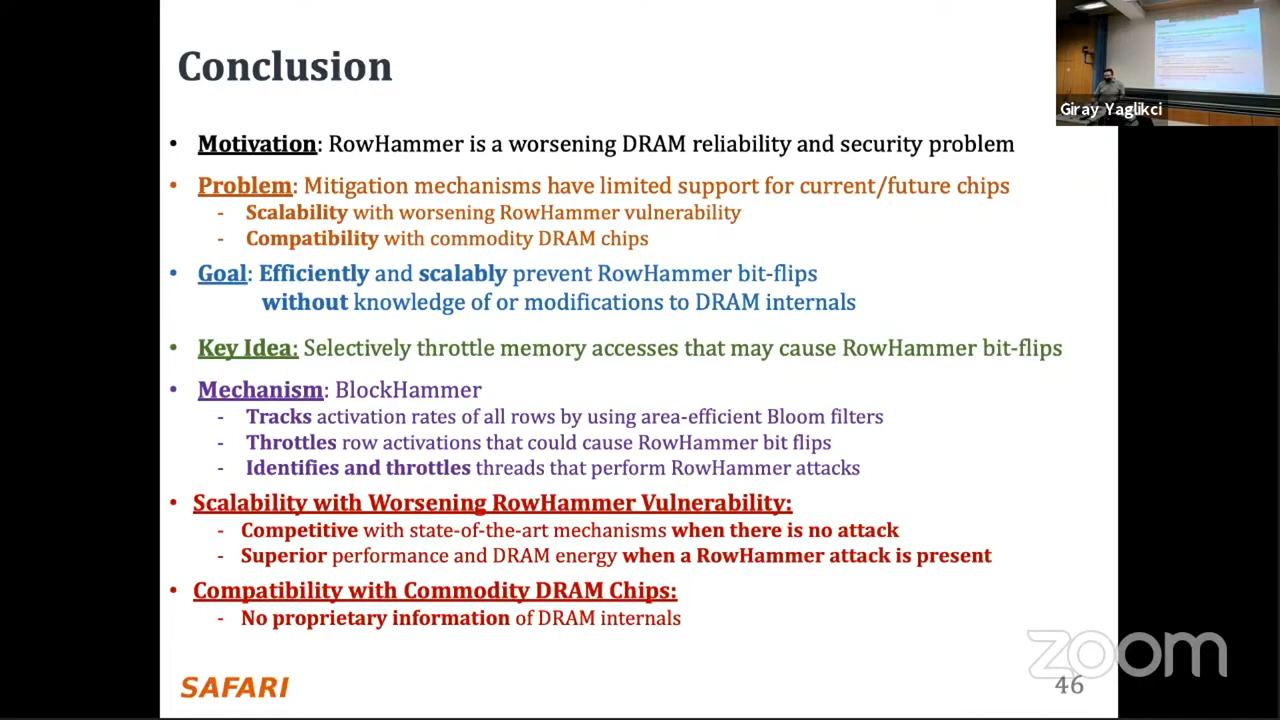 Conclusion
Giray Yaglikci
• Motivation: RowHammer is a worsening DRAM reliability and security problem
• Problem: Mitigation mechanisms have limited support for current/future chips
- Scalability with worsening RowHammer vulnerability
- Compatibility with commodity DRAM chips
• Goal: Efficiently and scalably prevent RowHammer bit-flips
without knowledge of or modifications to DRAM internals
• Key Idea: Selectively throttle memory accesses that may cause RowHammer bit-flips
• Mechanism: BlockHammer
- Tracks activation rates of all rows by using area-efficient Bloom filters
- Throttles row activations that could cause RowHammer bit flips
- Identifies and throttles threads that perform RowHammer attacks
• Scalability with Worsening RowHammer Vulnerability:
- Competitive with state-of-the-art mechanisms when there is no attack
- Superior performance and DRAM energy when a RowHammer attack is present
• Compatibility with Commodity DRAM Chips:
- No proprietary information of DRAM internals
zoom
SAFARI
46